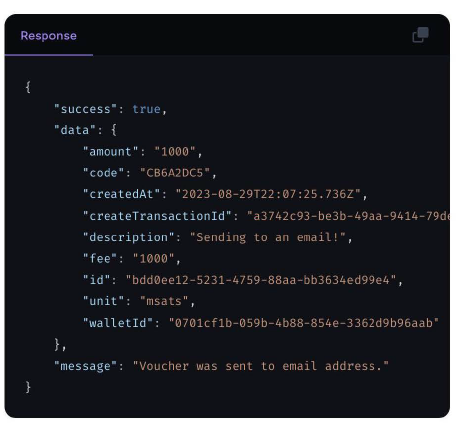 Response
{
"success": true,
"data": {
"amount": "1000",
"code": "CB6A2DC5",
"createdAt": "2023-08-29T22:07:25.736Z",
"createTransactionId": "a3742c93-be3b-49aa-9414-79de
"description": "Sending to an email!",
"fee": "1000",
"id": "bdd0ee12-5231-4759-88aa-bb3634ed99e4",
"unit": "msats",
"walletId": "0701cf1b-059b-4b88-854e-3362d9b96aab"
},
"message": "Voucher was sent to email address."
}